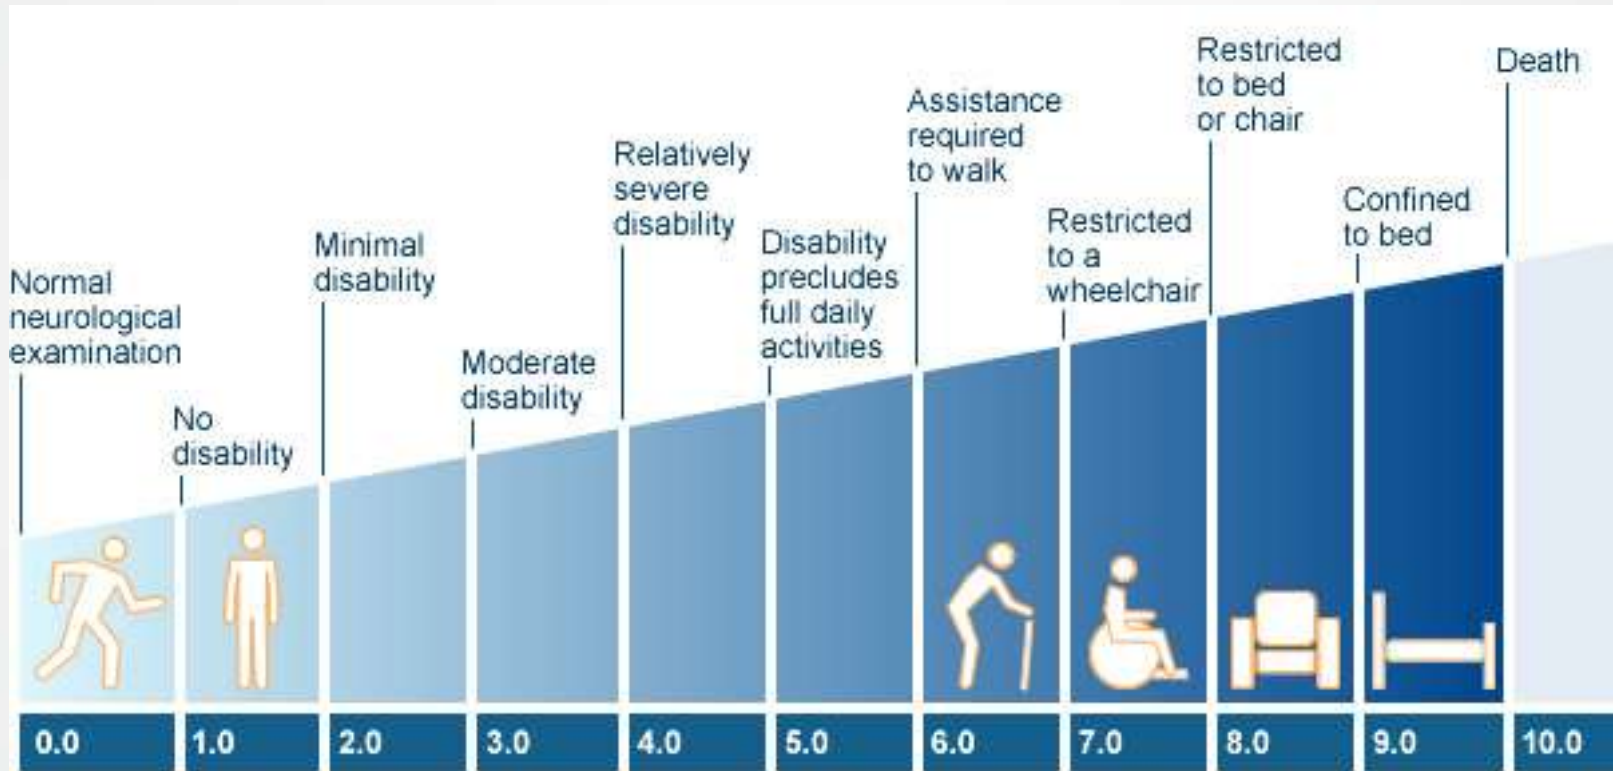 Normal
neurological
examination
No
disability
Minimal
disability
Moderate
disability
Relatively
severe
disability
Disability
precludes
full daily
activities
Assistance
required
to walk
Restricted
to a
wheelchair
Restricted
to bed
or chair
Confined
to bed
Death
0.0 1.0 2.0 3.0 4.0 5.0 6.0 7.0 8.0 9.0 10.0